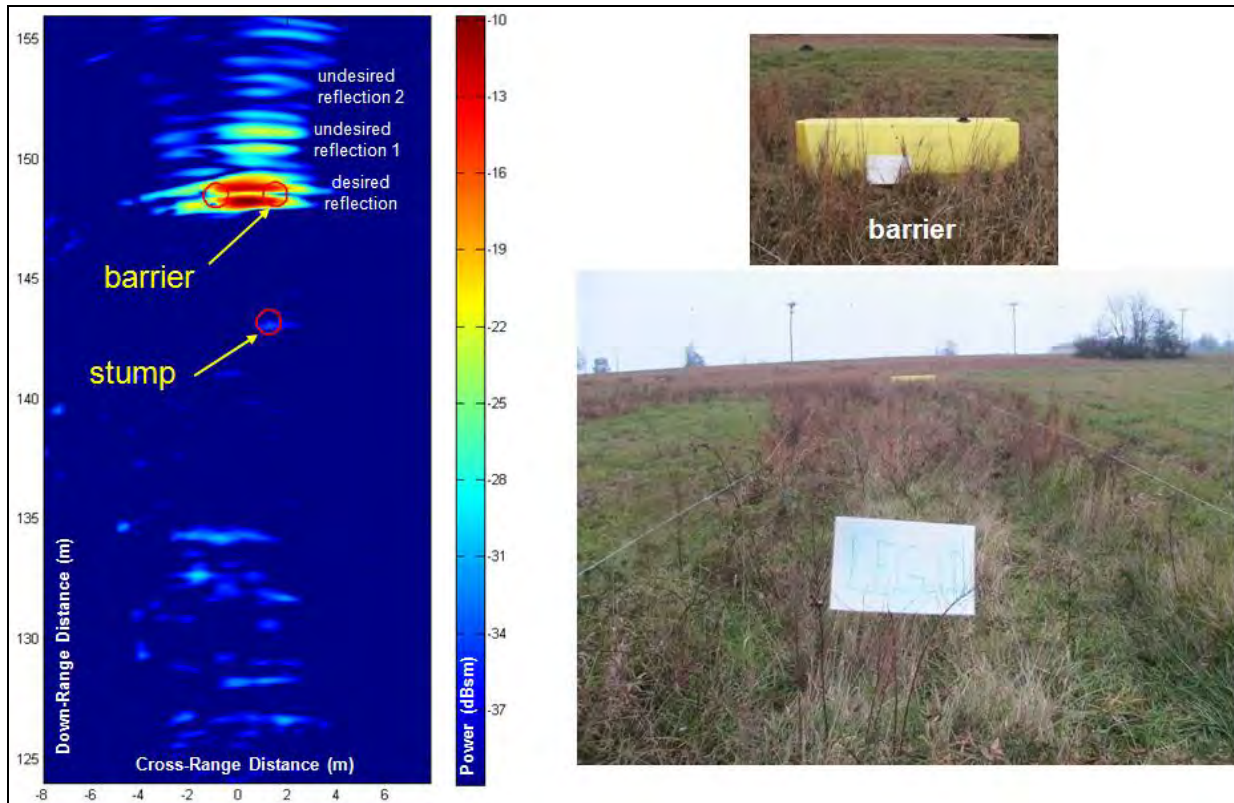 155
150
145
140
135
130
125
-8
-6
-4
-2
0
2
4
6
Down-Range Distance (m)
Cross-Range Distance (m)
undesired
reflection 2
undesired
reflection 1
desired
reflection
barrier
stump
-10
-13
-16
-19
-22
-25
-28
-31
-34
-37
Power (dBsm)
barrier